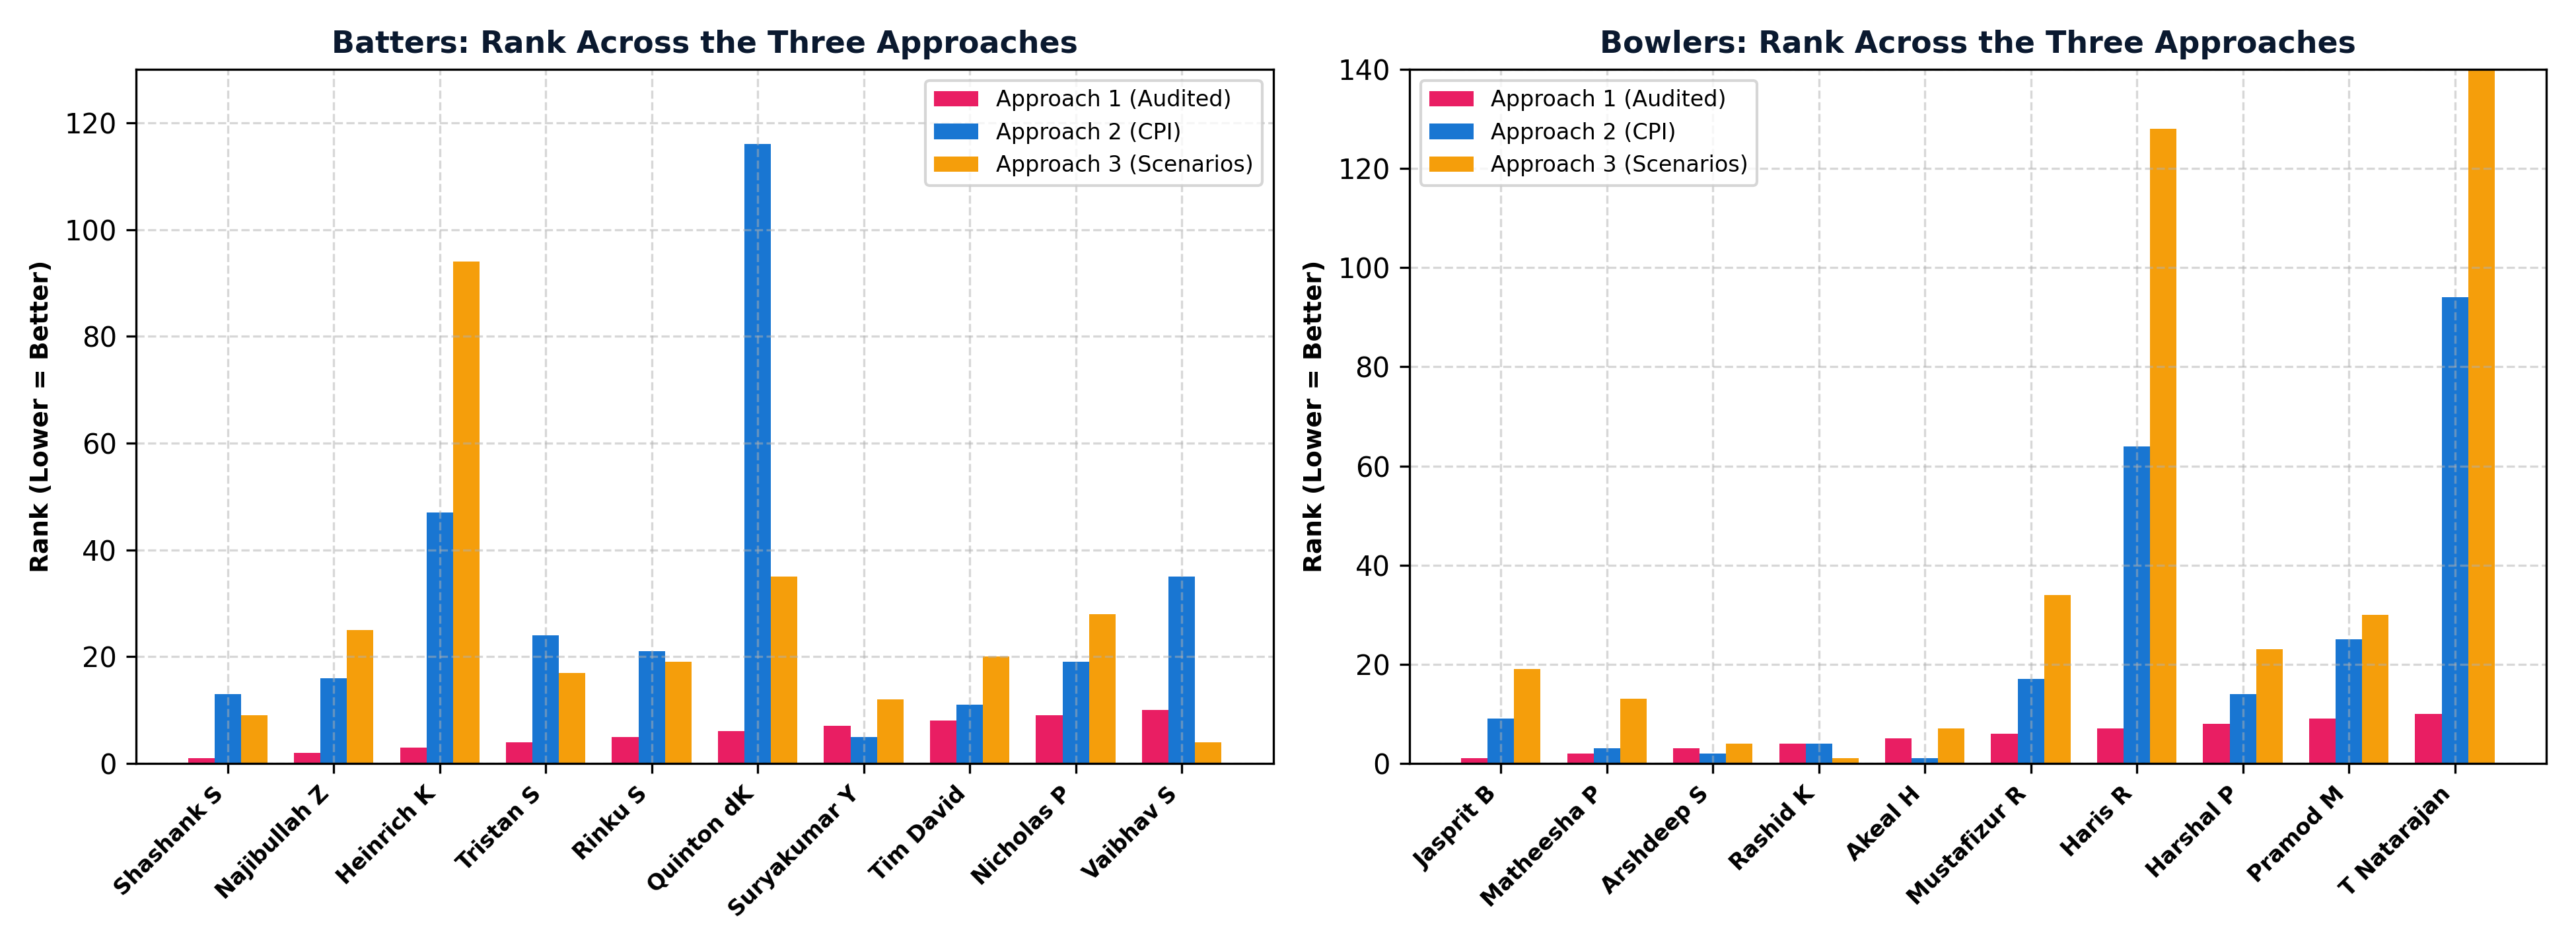 Batters: Rank Across the Three Approaches
Rank (Lower = Better)
120
100
80
60
40
20
0
Approach 1 (Audited)
Approach 2 (CPI)
Approach 3 (Scenarios)
Shashank S
Najibullah Z
Heinrich K
Tristan S
Rinku S
Quinton dK
Suryakumar Y
Tim David
Nicholas P
Vaibhav S
Bowlers: Rank Across the Three Approaches
Rank (Lower = Better)
140
120
100
80
60
40
20
0
Approach 1 (Audited)
Approach 2 (CPI)
Approach 3 (Scenarios)
Jasprit B
Matheesha P
Arshdeep S
Rashid K
Akeal H
Mustafizur R
Haris R
Harshal P
Pramod M
T Natarajan